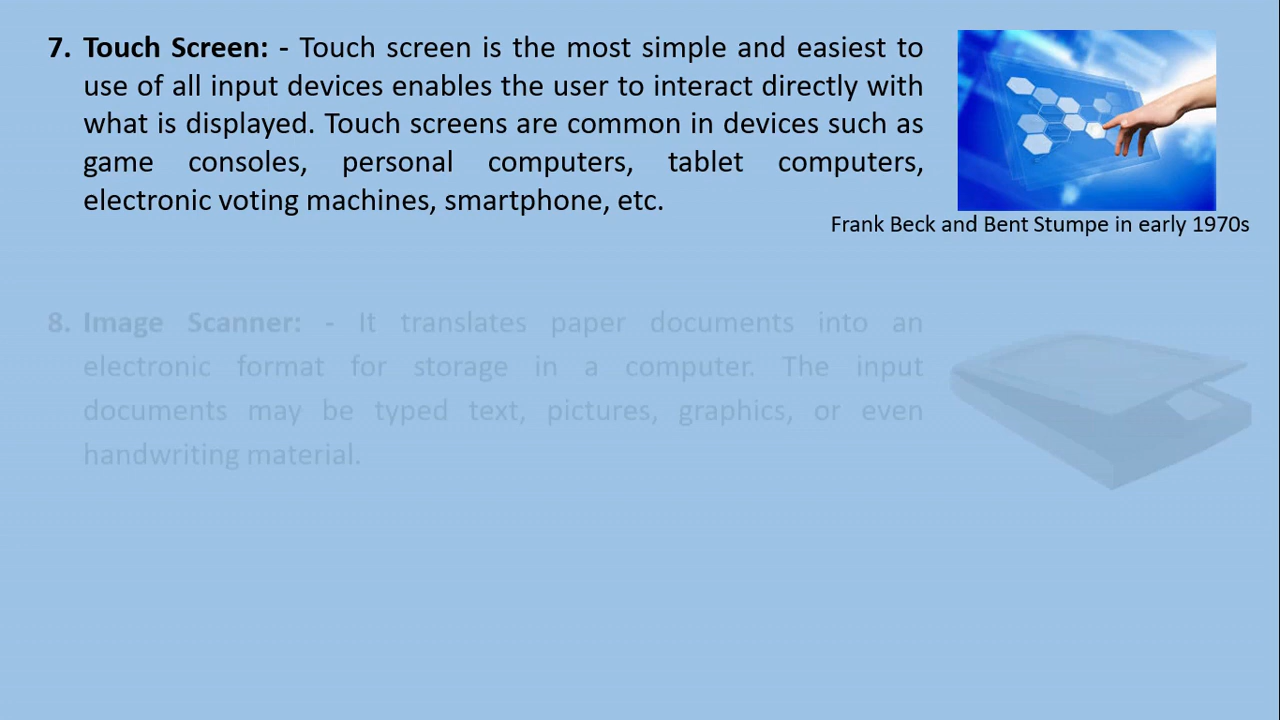 7. Touch Screen: - Touch screen is the most simple and easiest to
use of all input devices enables the user to interact directly with
what is displayed. Touch screens are common in devices such as
game consoles, personal computers, tablet computers,
electronic voting machines, smartphone, etc.
Frank Beck and Bent Stumpe in early 1970s
8. Image Scanner: - It translates paper documents into an
electronic format for storage in a computer. The input
documents may be typed text, pictures, graphics, or even
handwriting material.